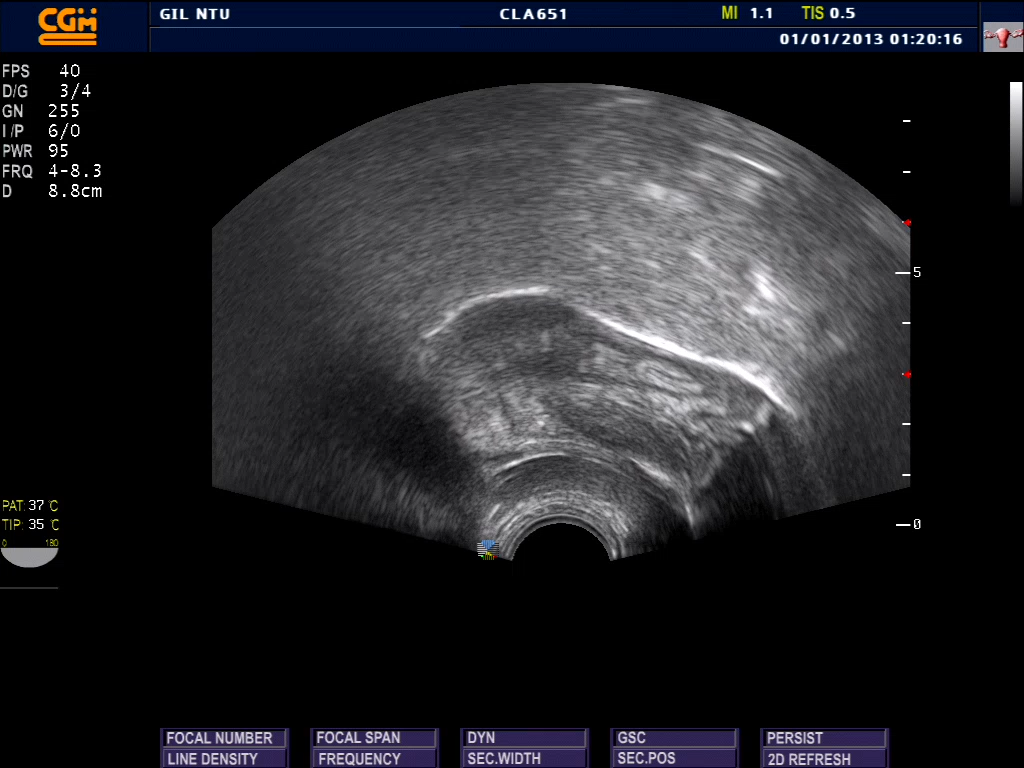 CGM
GIL NTU CLA651 MI 1.1 TIS 0.5
01/01/2013 01:20:16
FPS 40
D/G 3/4
GN 255
I/P 6/0
PWR 95
FRQ 4-8.3
D 8.8cm
5
PAT: 37 °C
TIP: 35 °C
0 180
0
FOCAL NUMBER FOCAL SPAN DYN GSC PERSIST
LINE DENSITY FREQUENCY SEC.WIDTH SEC.POS 2D REFRESH